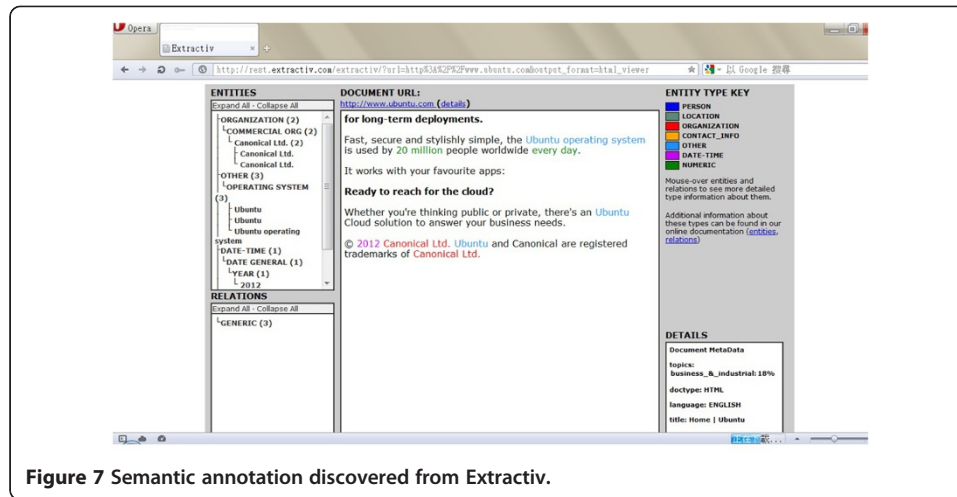 Opera
Extractiv
http://rest.extractiv.com/extractiv/?url=http%3A%2F%2Fwww.ubuntu.com&output_format=html_viewer
以 Google 搜尋
ENTITIES
Expand All - Collapse All
ORGANIZATION (2)
COMMERCIAL ORG (2)
Canonical Ltd. (2)
Canonical Ltd.
Canonical Ltd.
OTHER (3)
OPERATING SYSTEM
(3)
Ubuntu
Ubuntu
Ubuntu operating
system
DATE-TIME (1)
DATE GENERAL (1)
YEAR (1)
2012
RELATIONS
Expand All - Collapse All
GENERIC (3)
DOCUMENT URL:
http://www.ubuntu.com (details)
for long-term deployments.
Fast, secure and stylishly simple, the Ubuntu operating system
is used by 20 million people worldwide every day.
It works with your favourite apps:
Ready to reach for the cloud?
Whether you're thinking public or private, there's an Ubuntu
Cloud solution to answer your business needs.
© 2012 Canonical Ltd. Ubuntu and Canonical are registered
trademarks of Canonical Ltd.
ENTITY TYPE KEY
PERSON
LOCATION
ORGANIZATION
CONTACT_INFO
OTHER
DATE-TIME
NUMERIC
Mouse-over entities and
relations to see more detailed
type information about them.
Additional information about
these types can be found in our
online documentation (entities,
relations)
DETAILS
Document MetaData
topics:
business_&_industrial:18%
doctype: HTML
language: ENGLISH
title: Home | Ubuntu
Figure 7 Semantic annotation discovered from Extractiv.